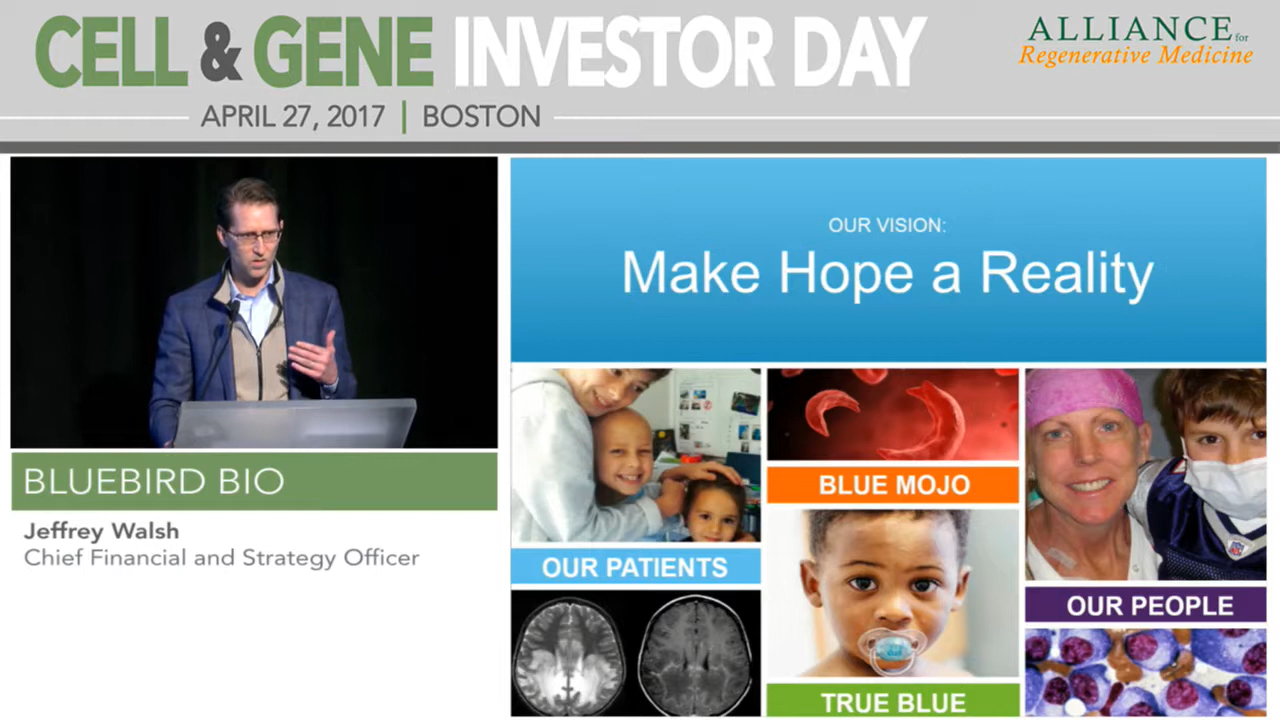 CELL & GENE INVESTOR DAY
APRIL 27, 2017 | BOSTON
ALLIANCE for
Regenerative Medicine
BLUEBIRD BIO
Jeffrey Walsh
Chief Financial and Strategy Officer
OUR VISION:
Make Hope a Reality
OUR PATIENTS
BLUE MOJO
TRUE BLUE
OUR PEOPLE